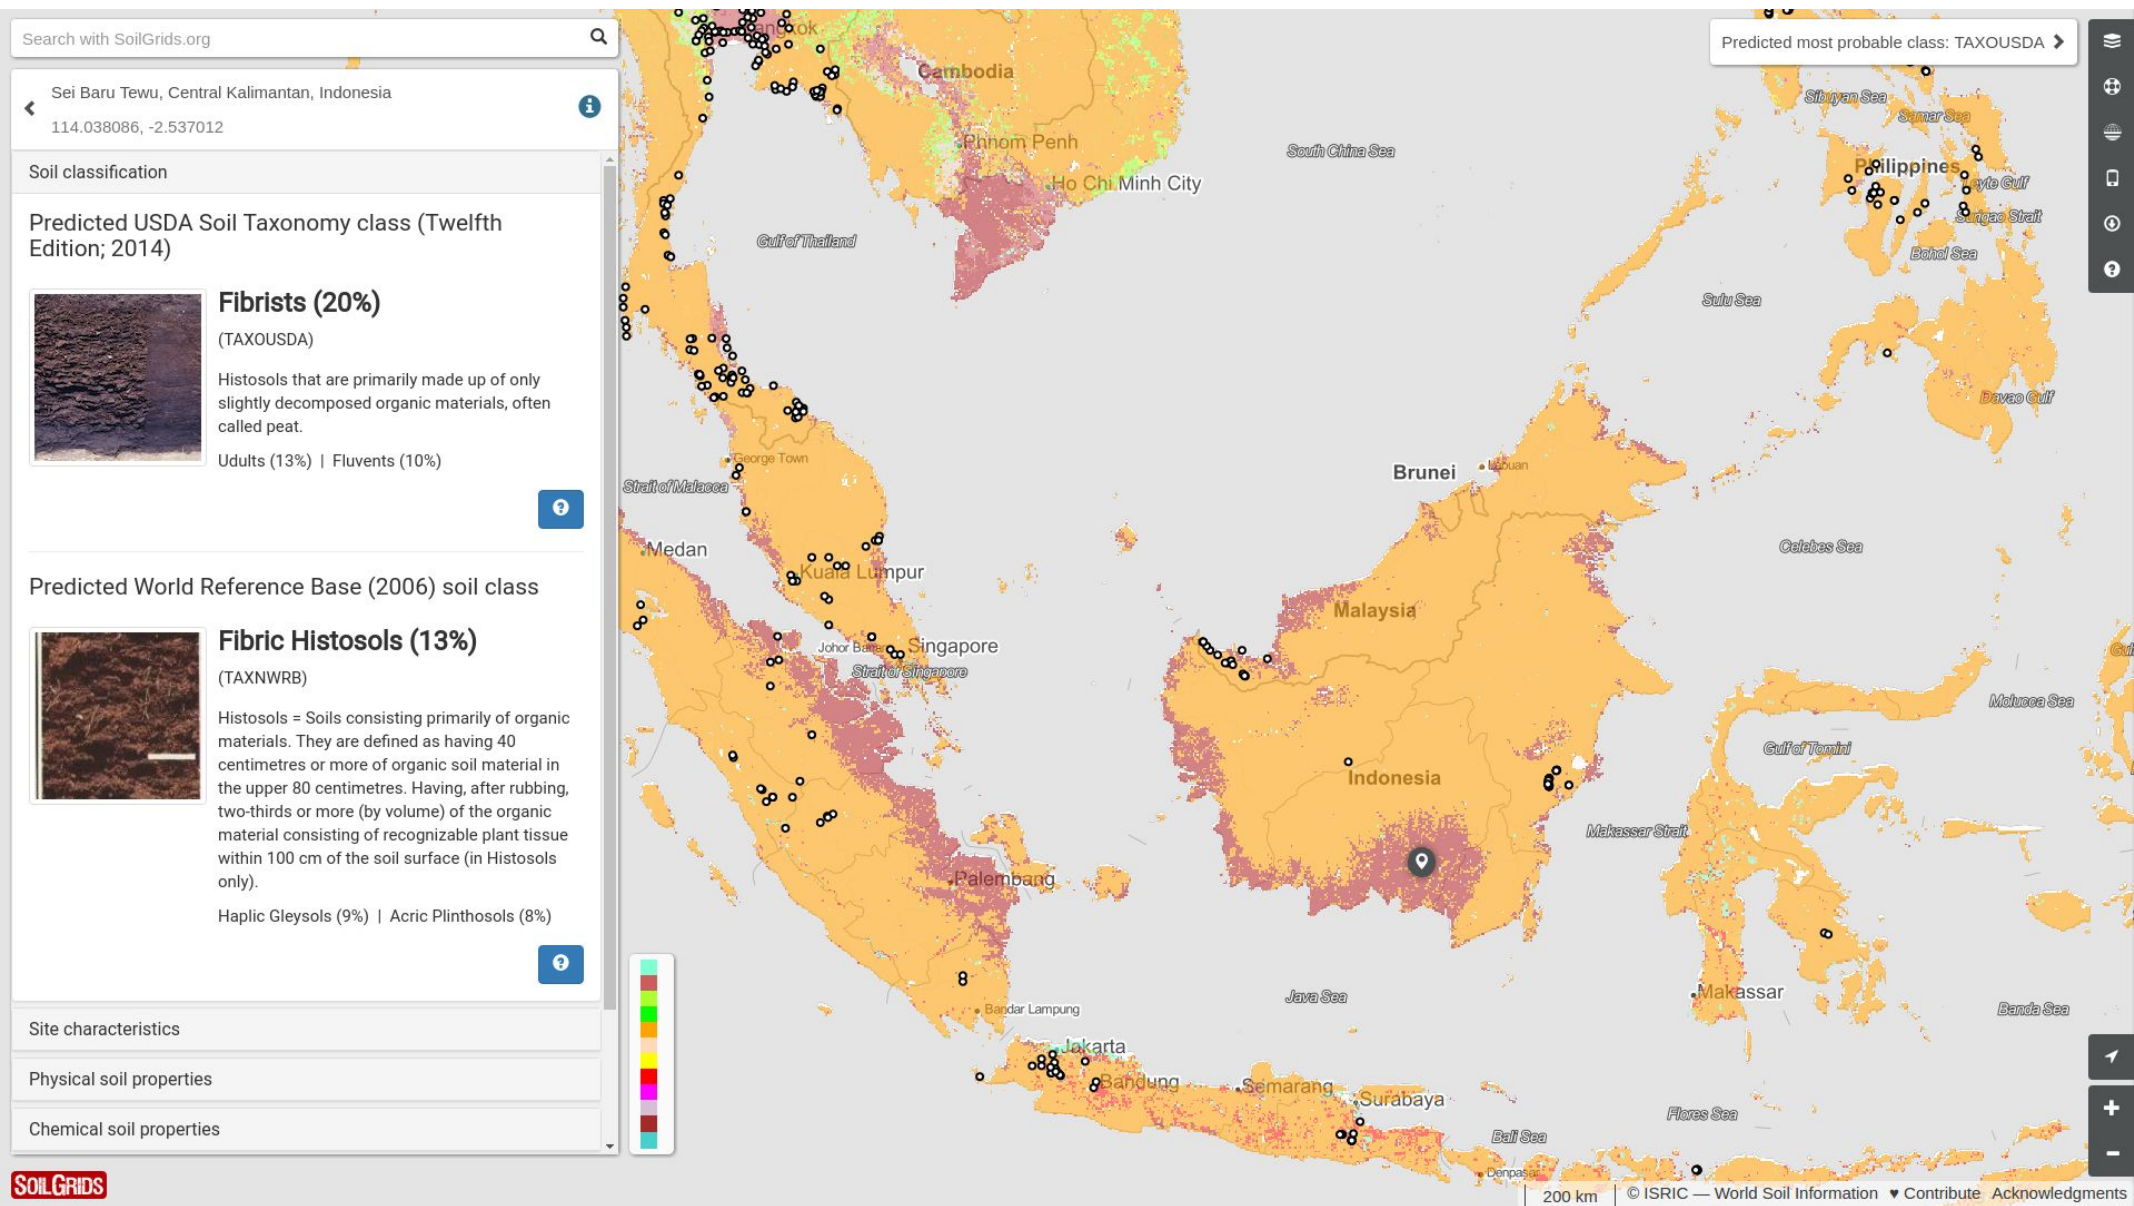 Search with SoilGrids.org
Sei Baru Tewu, Central Kalimantan, Indonesia
114.038086, -2.537012
Soil classification
Predicted USDA Soil Taxonomy class (Twelfth
Edition; 2014)
Fibrists (20%)
(TAXOUSDA)
Histosols that are primarily made up of only
slightly decomposed organic materials, often
called peat.
Udults (13%) | Fluvents (10%)
Predicted World Reference Base (2006) soil class
Fibric Histosols (13%)
(TAXNWRB)
Histosols = Soils consisting primarily of organic
materials. They are defined as having 40
centimetres or more of organic soil material in
the upper 80 centimetres. Having, after rubbing,
two-thirds or more (by volume) of the organic
material consisting of recognizable plant tissue
within 100 cm of the soil surface (in Histosols
only).
Haplic Gleysols (9%) | Acric Plinthosols (8%)
Site characteristics
Physical soil properties
Chemical soil properties
SOILGRIDS
Predicted most probable class: TAXOUSDA
Cambodia
Phnom Penh
Ho Chi Minh City
South China Sea
Gulf of Thailand
Sibuyan Sea
Samar Sea
Philippines
Leyte Gulf
Bohol Sea
Sulu Sea
Davao Gulf
George Town
Strait of Malacca
Brunei
Labuan
Medan
Kuala Lumpur
Celebes Sea
Malaysia
Johor
Singapore
Strait of Singapore
Molucca Sea
Gulf of Tomini
Indonesia
Makassar Strait
Palembang
Makassar
Java Sea
Banda Sea
Bandar Lampung
Jakarta
Bandung
Semarang
Surabaya
Flores Sea
Bali Sea
Denpasar
200 km
© ISRIC — World Soil Information ♥ Contribute Acknowledgments